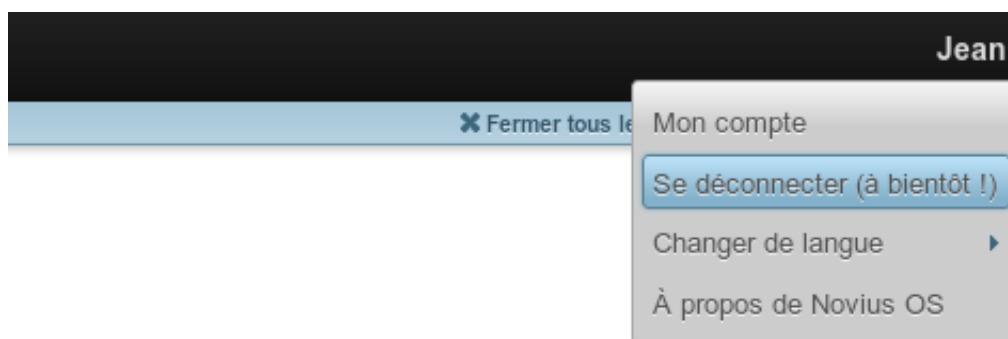 Jean
✖ Fermer tous le
Mon compte
Se déconnecter (à bientôt !)
Changer de langue
À propos de Novius OS